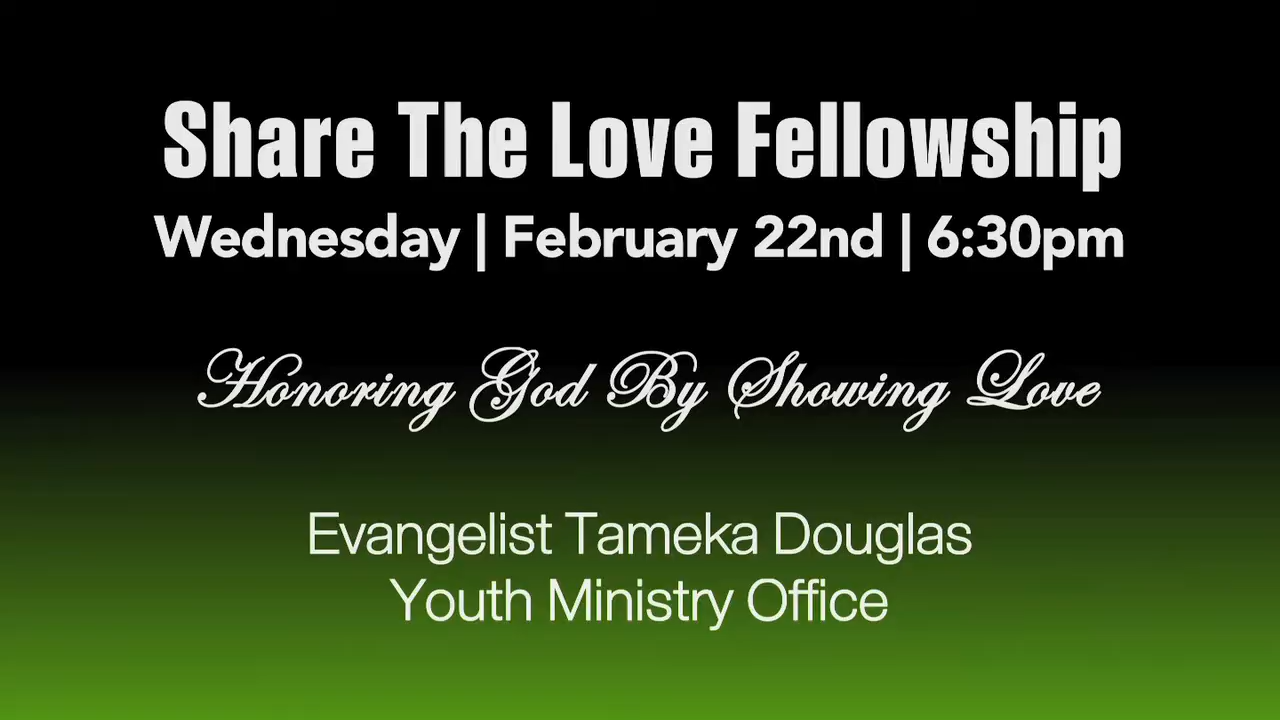 Share The Love Fellowship
Wednesday | February 22nd | 6:30pm
Honoring God By Showing Love
Evangelist Tameka Douglas
Youth Ministry Office